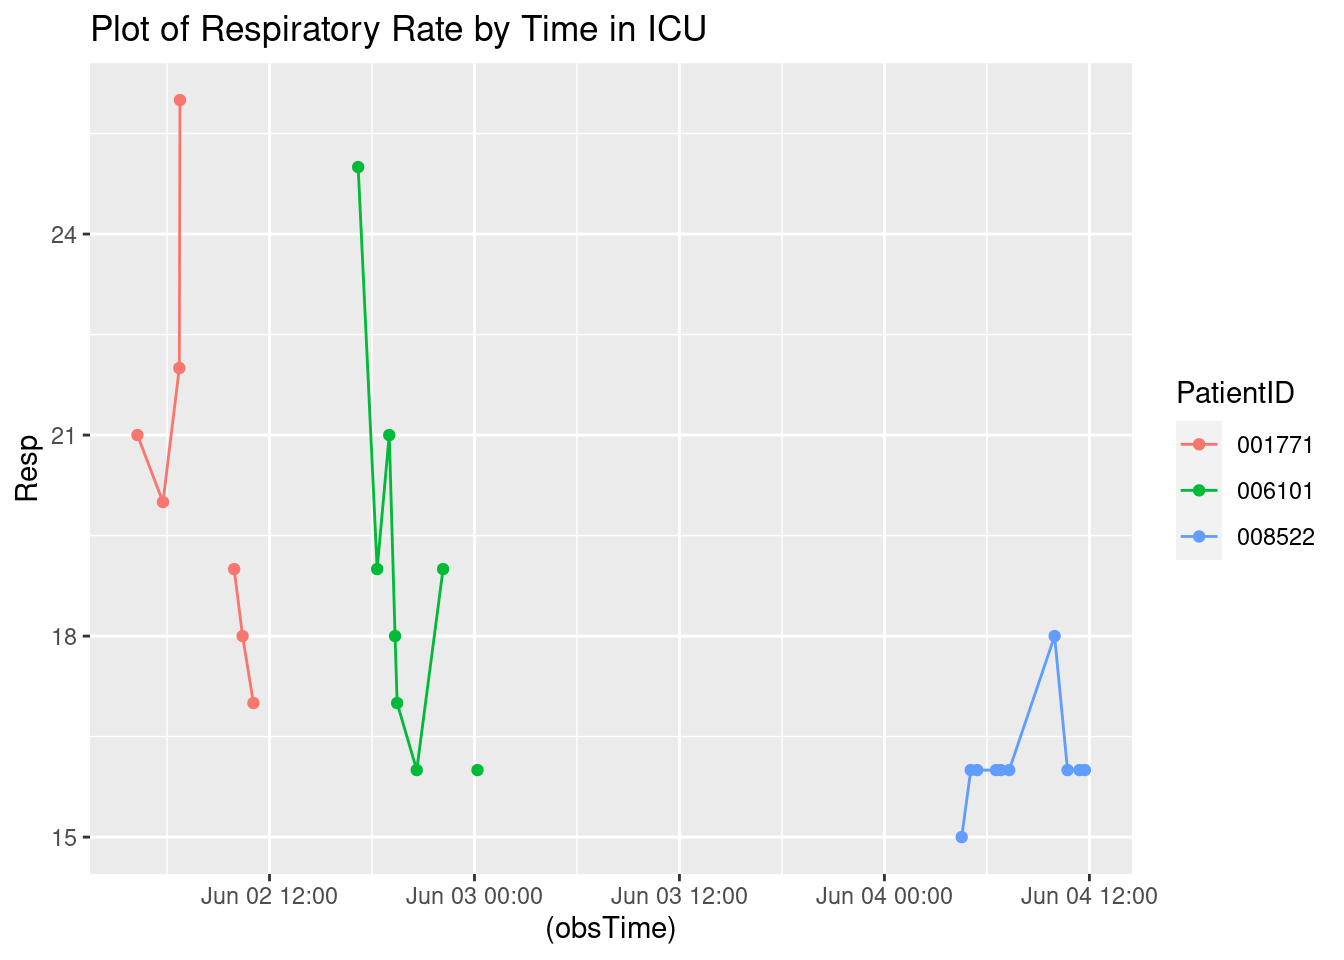 Plot of Respiratory Rate by Time in ICU
24
21
18
15
Resp
Jun 02 12:00 Jun 03 00:00 Jun 03 12:00 Jun 04 00:00 Jun 04 12:00
(obsTime)
PatientID
001771
006101
008522